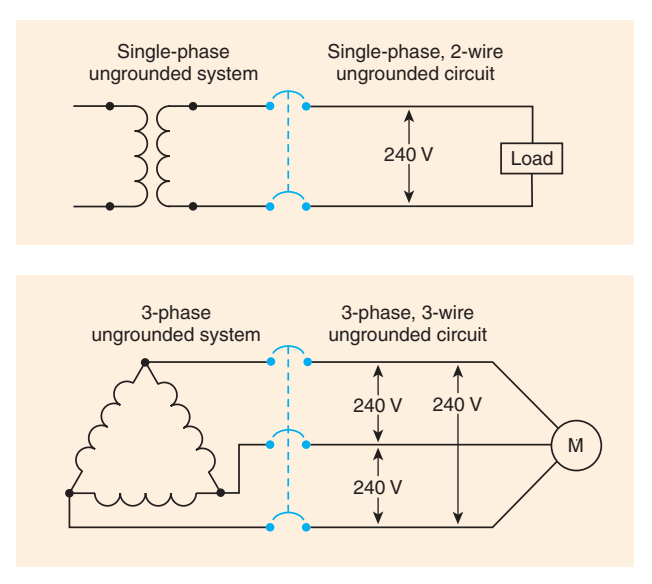 Single-phase
ungrounded system
Single-phase, 2-wire
ungrounded circuit
240 V
Load
3-phase
ungrounded system
3-phase, 3-wire
ungrounded circuit
240 V
240 V
M
240 V